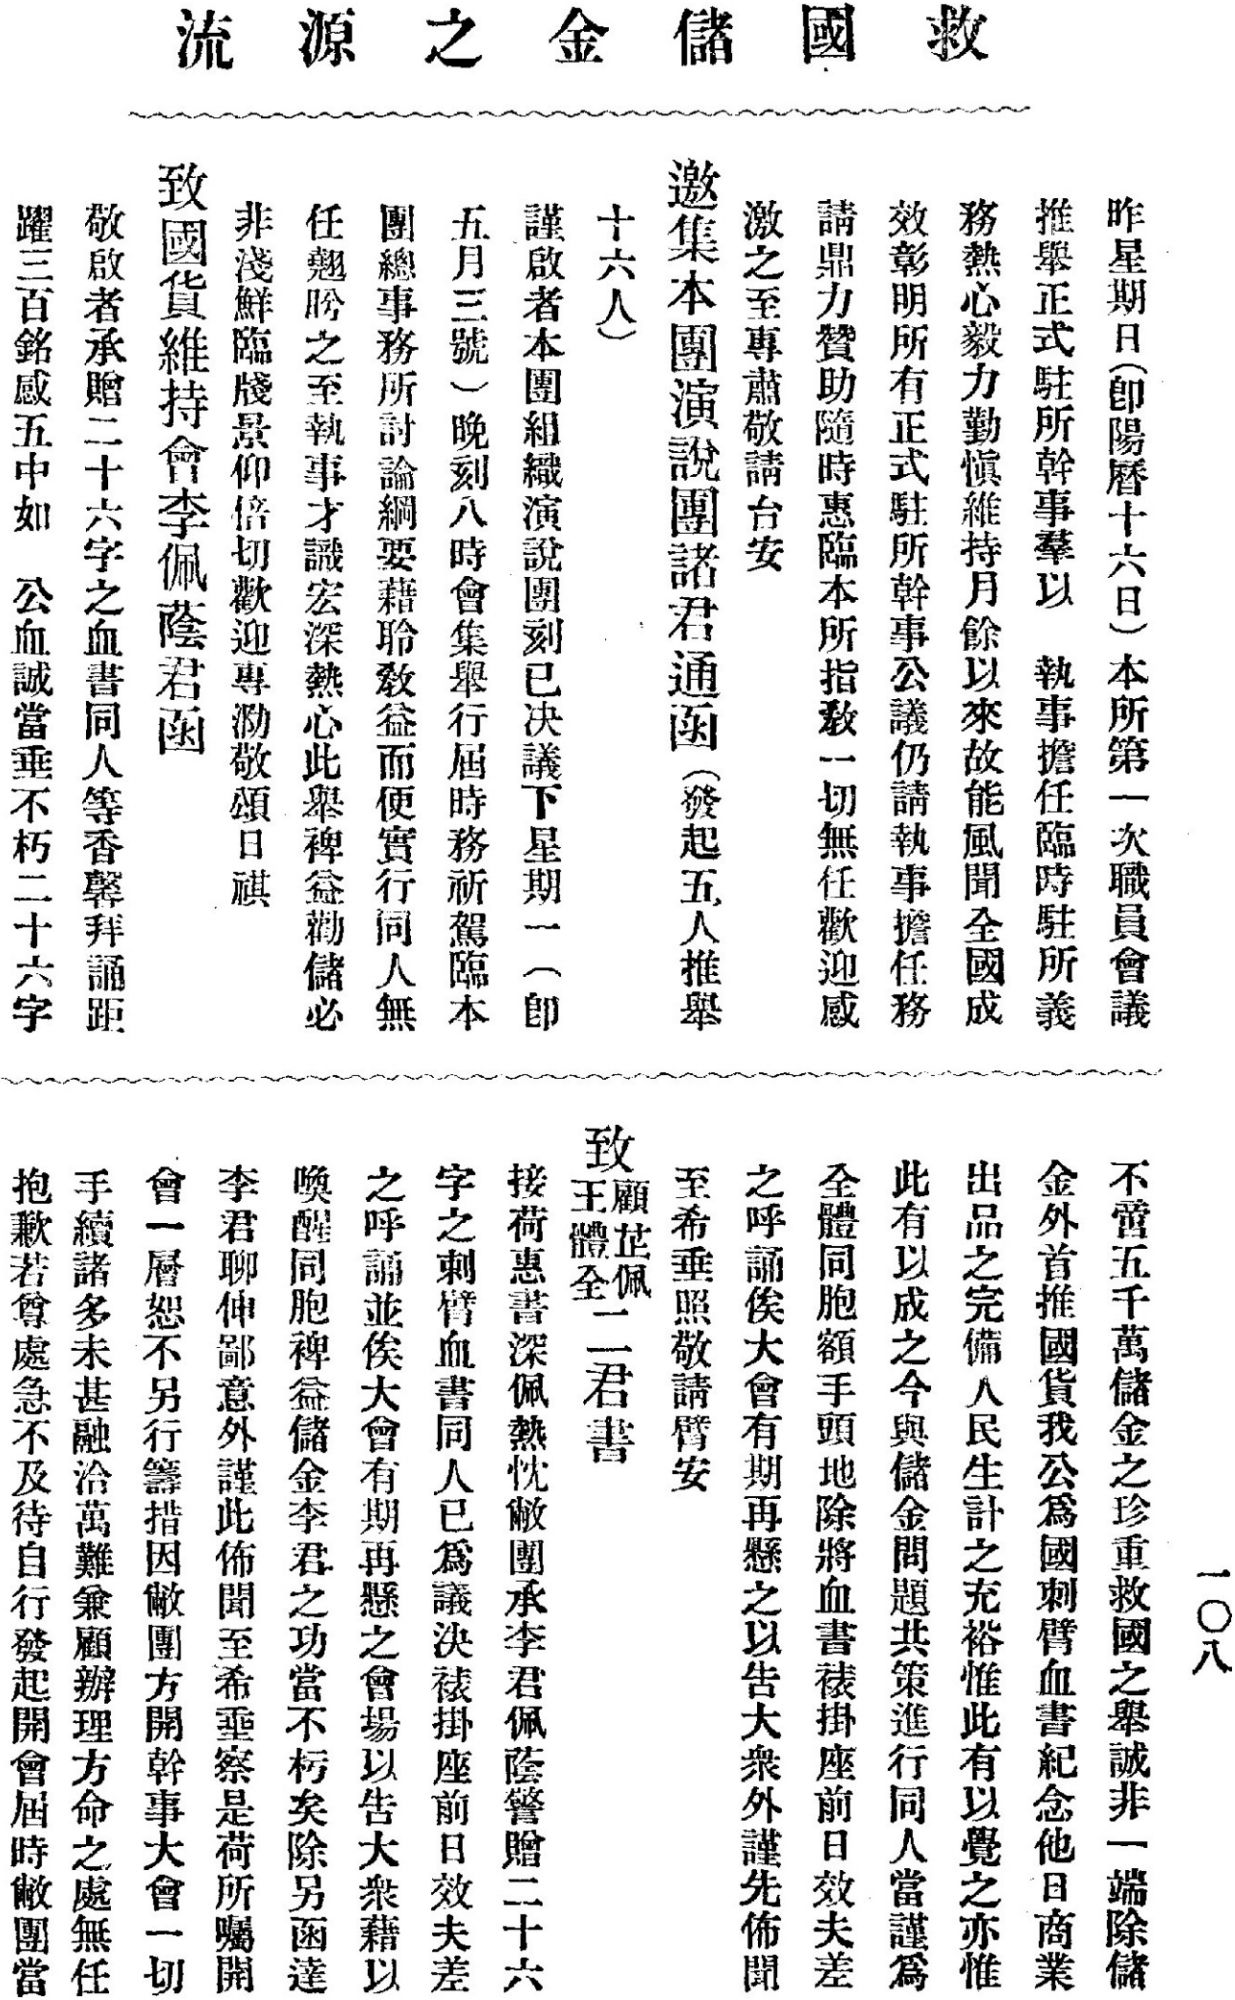 救國儲金之源流
昨星期日(卽陽曆十六日)本所第一次職員會議
推舉正式駐所幹事羣以　執事擔任臨時駐所義
務熱心毅力勤愼維持月餘以來故能風聞全國成
效彰明所有正式駐所幹事公議仍請執事擔任務
請鼎力贊助隨時惠臨本所指敎一切無任歡迎感
激之至專肅敬請台安
邀集本團演說團諸君通函(發起五人推舉
十六人)
謹啟者本團組織演說團刻已决議下星期一(卽
五月三號)晚刻八時會集舉行屆時務祈駕臨本
團總事務所討論綱要藉聆敎益而便實行同人無
任翹盻之至執事才識宏深熱心此舉裨益勸儲必
非淺鮮臨牋景仰倍切歡迎專泐敬頌日祺
致國貨維持會李佩蔭君函
敬啟者承贈二十六字之血書同人等香馨拜誦距
躍三百銘感五中如　公血誠當垂不朽二十六字
不啻五千萬儲金之珍重救國之舉誠非一端除儲
金外首推國貨我公爲國刺臂血書紀念他日商業
出品之完備人民生計之充裕惟此有以覺之亦惟
此有以成之今與儲金問題共策進行同人當謹爲
全體同胞額手頭地除將血書裱掛座前日效夫差
之呼誦俟大會有期再懸之以告大衆外謹先佈聞
至希垂照敬請臂安
致顧芷佩王體全二君書
接荷惠書深佩熱忱敝團承李君佩蔭警贈二十六
字之刺臂血書同人已爲議決裱掛座前日效夫差
之呼誦並俟大會有期再懸之會場以告大衆藉以
喚醒同胞裨益儲金李君之功當不朽矣除另函達
李君聊伸鄙意外謹此佈聞至希垂察是荷所囑開
會一層恕不另行籌措因敝團方開幹事大會一切
手續諸多未甚融洽萬難兼顧辦理方命之處無任
抱歉若尊處急不及待自行發起開會屆時敝團當
一〇八